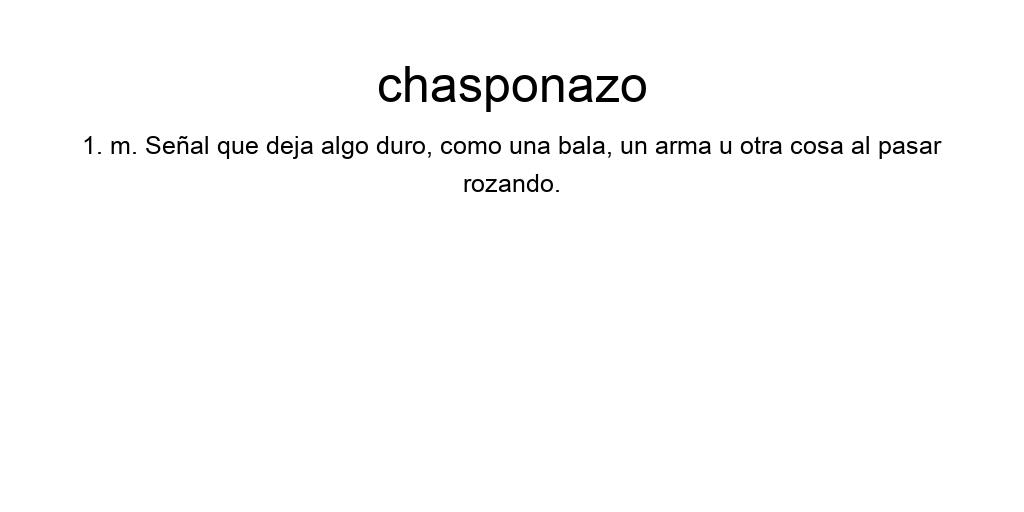 chasponazo
1. m. Señal que deja algo duro, como una bala, un arma u otra cosa al pasar
rozando.